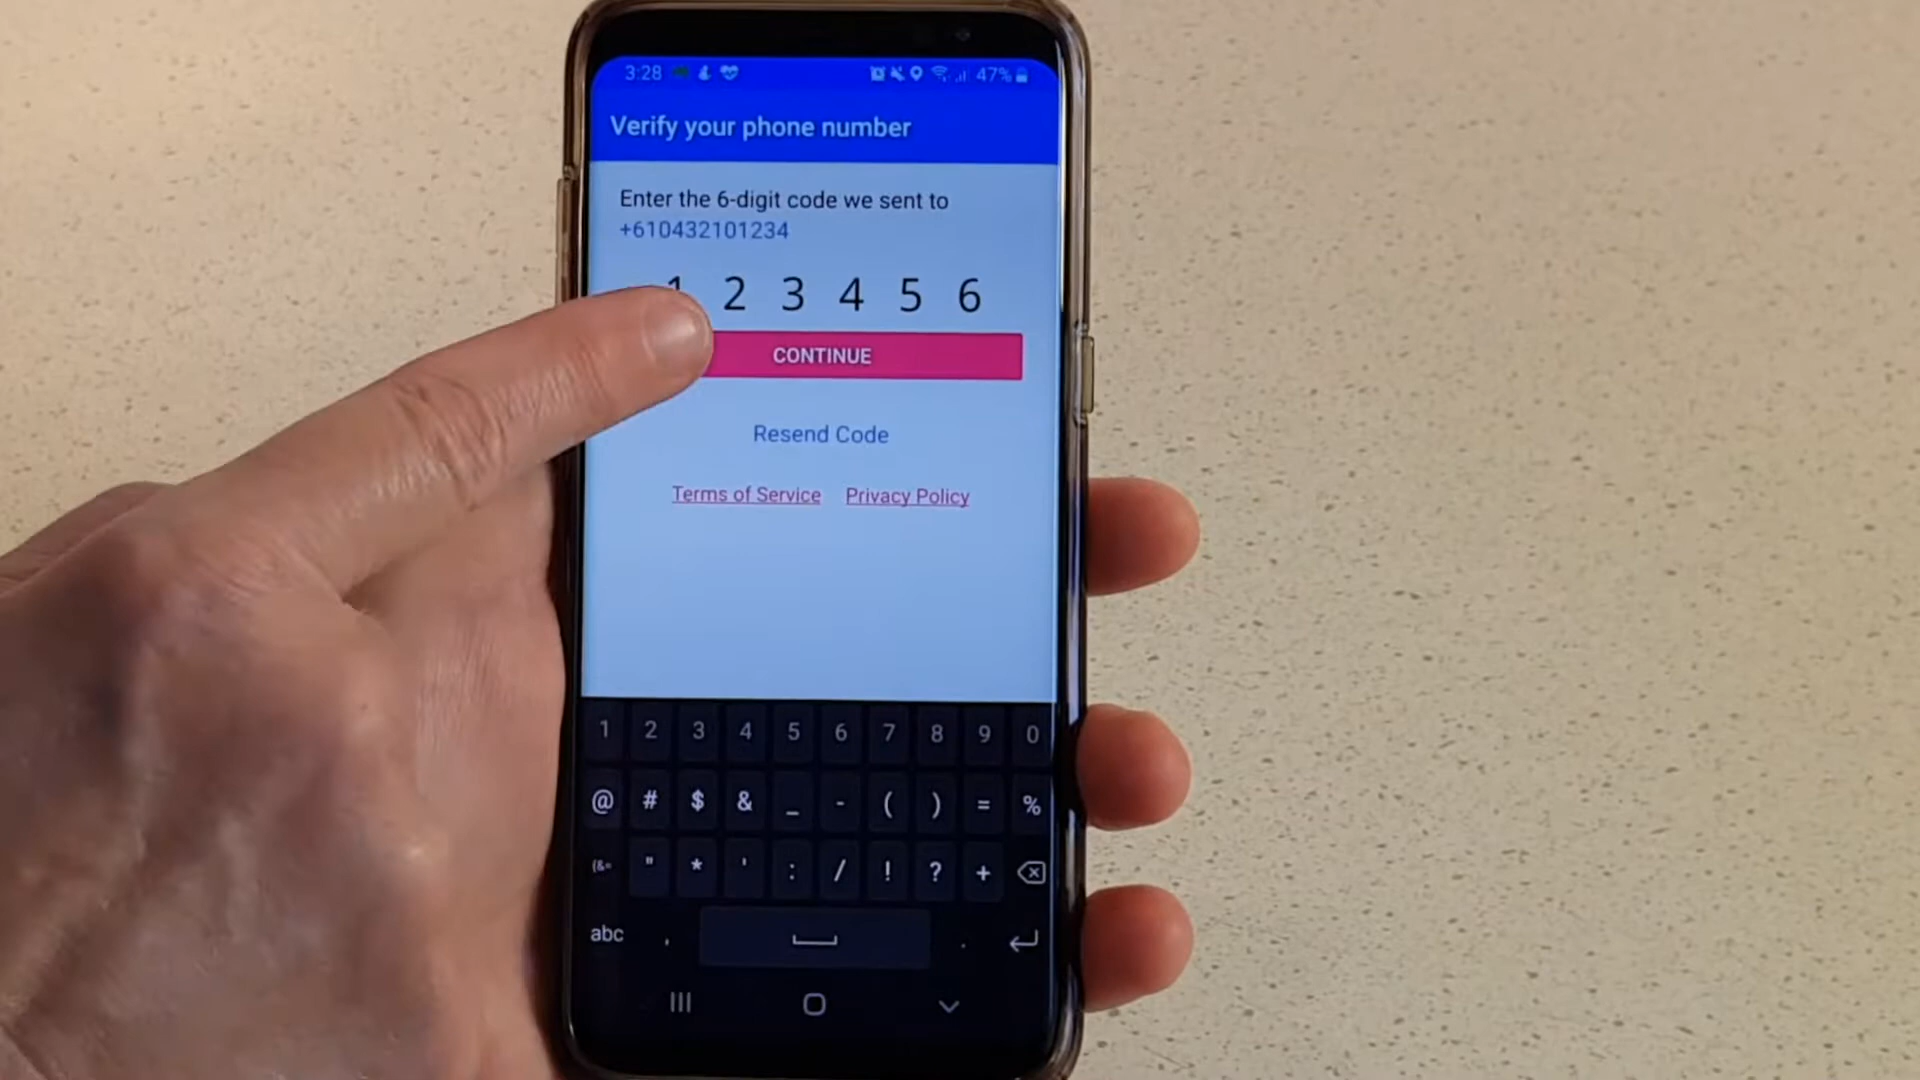 3:28 47%
Verify your phone number
Enter the 6-digit code we sent to
+610432101234
1 2 3 4 5 6
CONTINUE
Resend Code
Terms of Service Privacy Policy
1 2 3 4 5 6 7 8 9 0
@ # $ & _ - ( ) = %
{&= " * ' : / ! ? +
abc , .